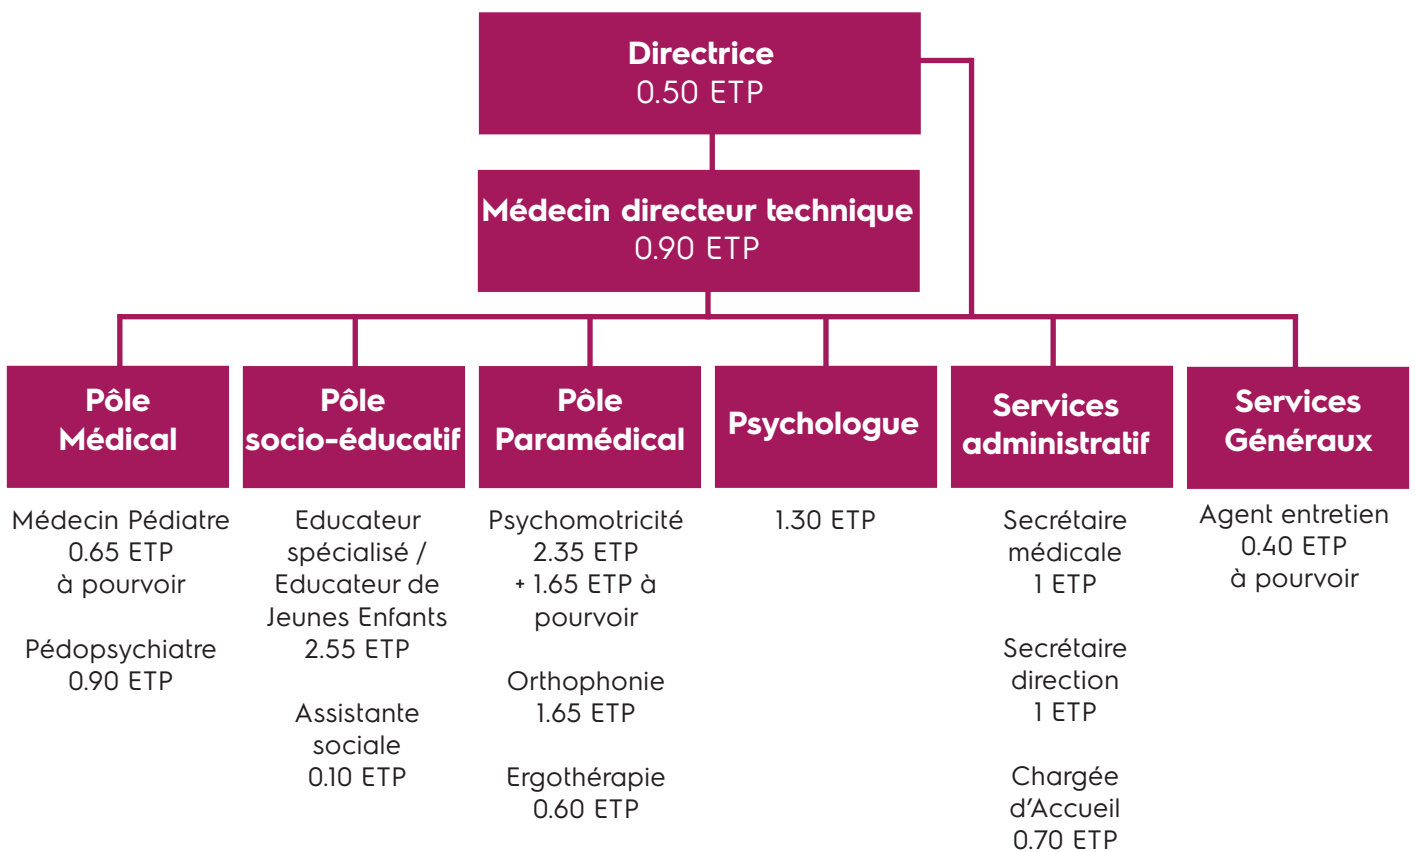 Directrice
0.50 ETP
Médecin directeur technique
0.90 ETP
Pôle
Médical
Médecin Pédiatre
0.65 ETP
à pourvoir
Pédopsychiatre
0.90 ETP
Pôle
socio-éducatif
Educateur
spécialisé /
Educateur de
Jeunes Enfants
2.55 ETP
Assistante
sociale
0.10 ETP
Pôle
Paramédical
Psychomotricité
2.35 ETP
+ 1.65 ETP à
pourvoir
Orthophonie
1.65 ETP
Ergothérapie
0.60 ETP
Psychologue
1.30 ETP
Services
administratif
Secrétaire
médicale
1 ETP
Secrétaire
direction
1 ETP
Chargée
d'Accueil
0.70 ETP
Services
Généraux
Agent entretien
0.40 ETP
à pourvoir